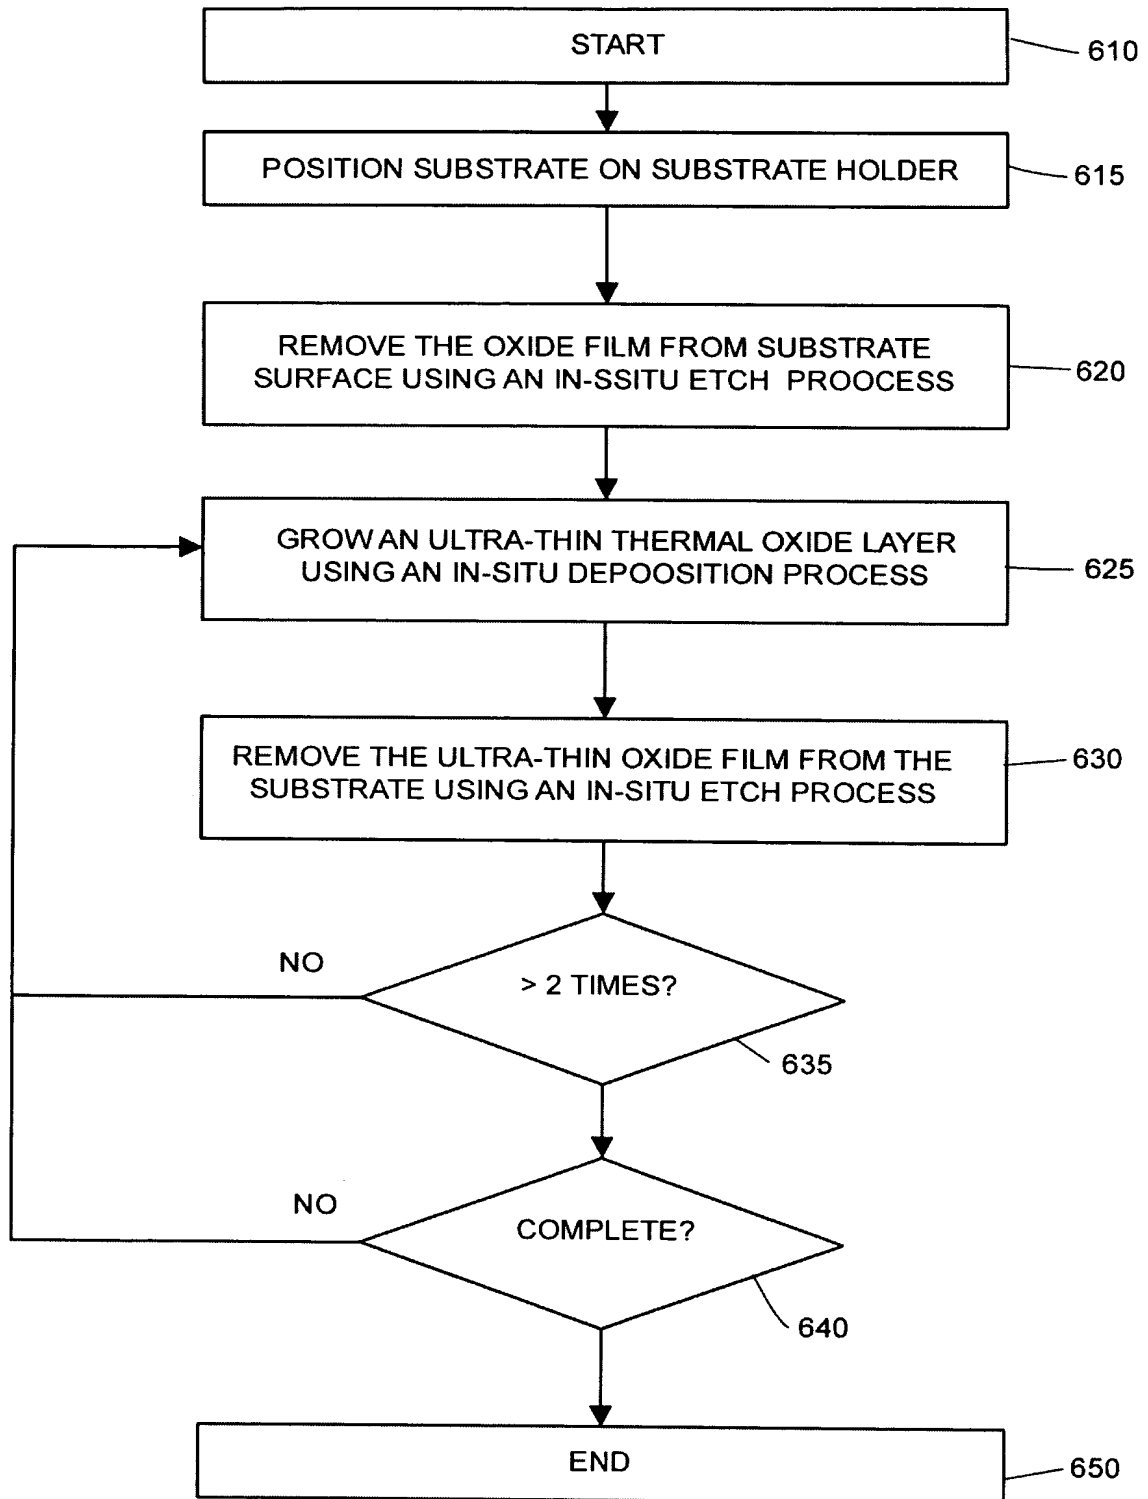 START
610
POSITION SUBSTRATE ON SUBSTRATE HOLDER
615
REMOVE THE OXIDE FILM FROM SUBSTRATE
SURFACE USING AN IN-SSITU ETCH PROOCESS
620
GROW AN ULTRA-THIN THERMAL OXIDE LAYER
USING AN IN-SITU DEPOOSITION PROCESS
625
REMOVE THE ULTRA-THIN OXIDE FILM FROM THE
SUBSTRATE USING AN IN-SITU ETCH PROCESS
630
NO
> 2 TIMES?
635
NO
COMPLETE?
640
END
650